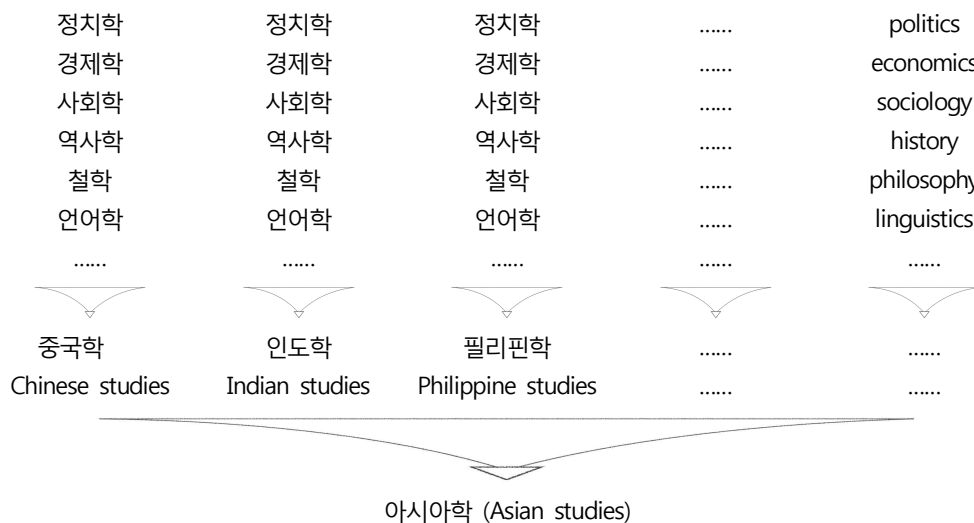 정치학 정치학 정치학 ...... politics
경제학 경제학 경제학 ...... economics
사회학 사회학 사회학 ...... sociology
역사학 역사학 역사학 ...... history
철학 철학 철학 ...... philosophy
언어학 언어학 언어학 ...... linguistics
...... ...... ...... ...... ......
중국학 인도학 필리핀학 ...... ......
Chinese studies Indian studies Philippine studies ...... ......
아시아학 (Asian studies)